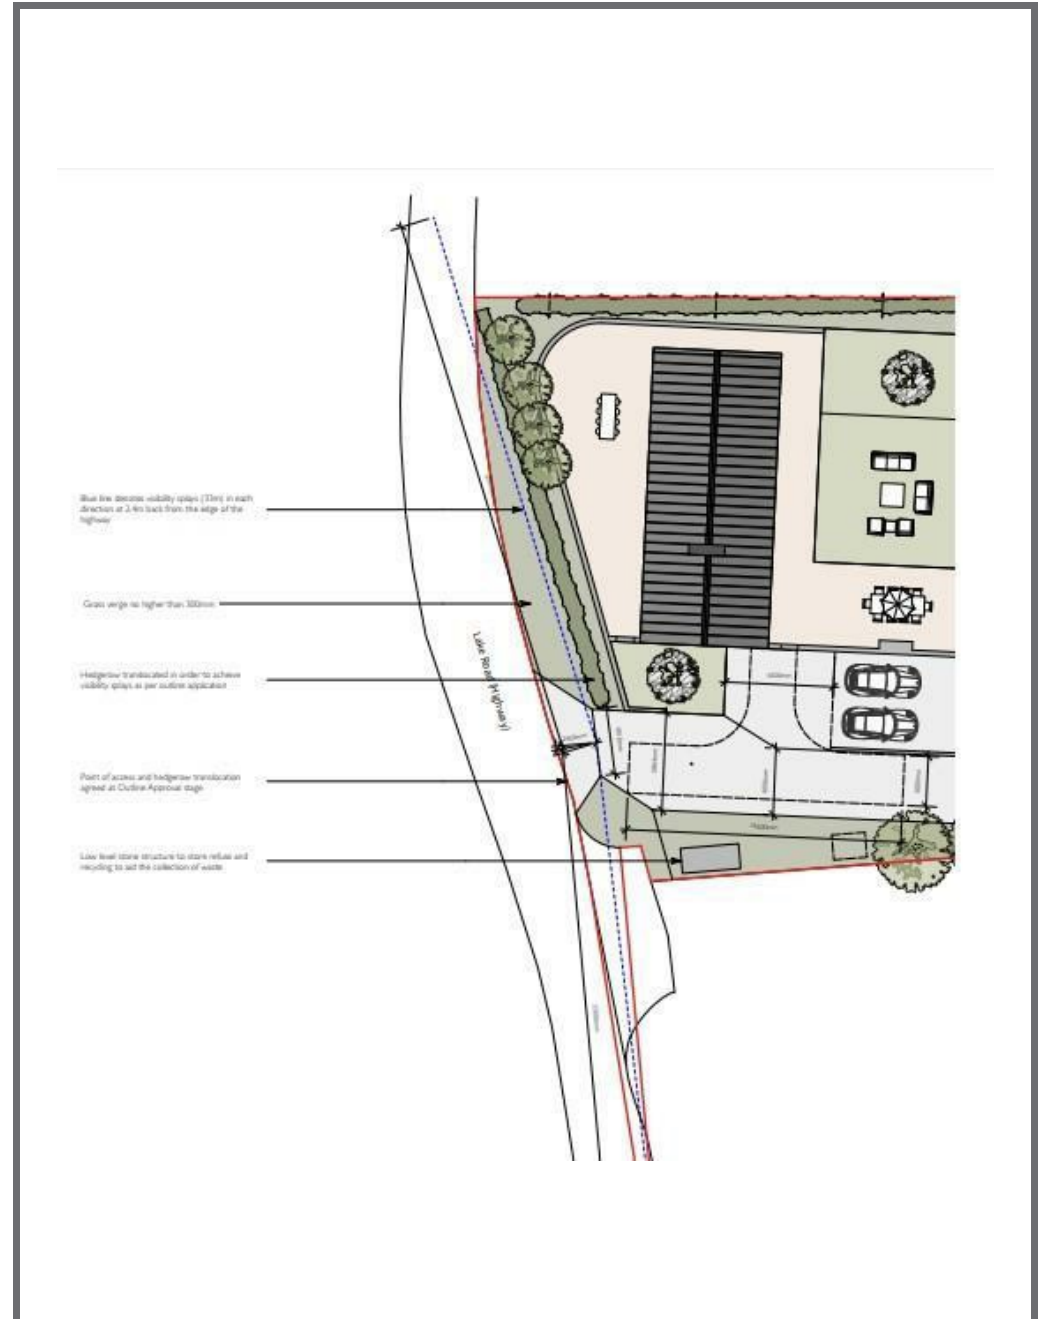 Blue line denotes visibility splays (33m) in each
direction at 2.4m back from the edge of the
highway
Grass verge no higher than 300mm
Lake Road (Highway)
Hedgerow translocated in order to achieve
visibility splays as per outline application
Point of access and hedgerow translocation
agreed at Outline Approval stage
Low level stone structure to store refuse and
recycling to aid the collection of waste